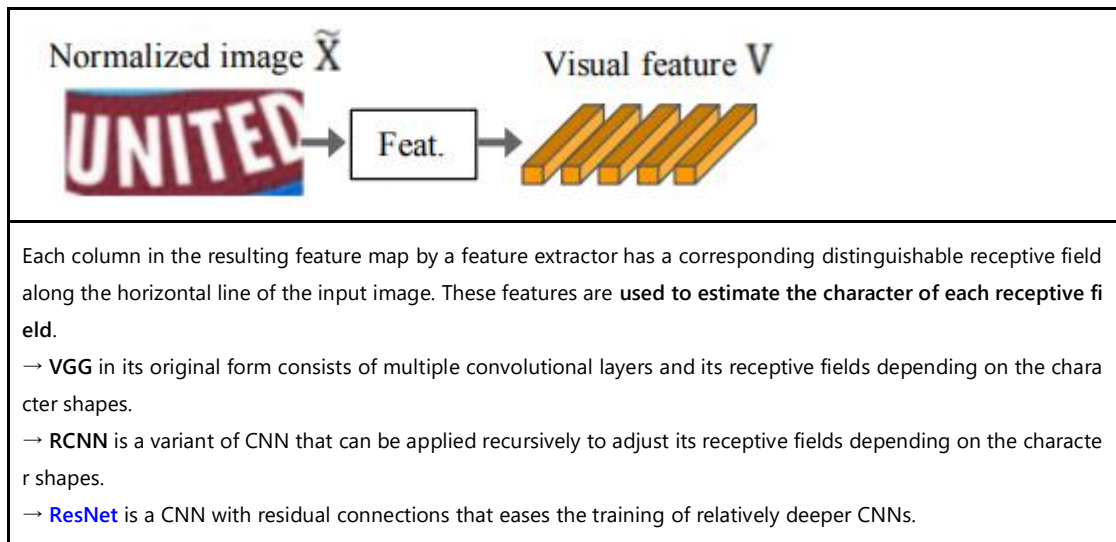 Normalized image X̃
Visual feature V
UNITED
Feat.
Each column in the resulting feature map by a feature extractor has a corresponding distinguishable receptive field
along the horizontal line of the input image. These features are used to estimate the character of each receptive fi
eld.
→ VGG in its original form consists of multiple convolutional layers and its receptive fields depending on the chara
cter shapes.
→ RCNN is a variant of CNN that can be applied recursively to adjust its receptive fields depending on the characte
r shapes.
→ ResNet is a CNN with residual connections that eases the training of relatively deeper CNNs.